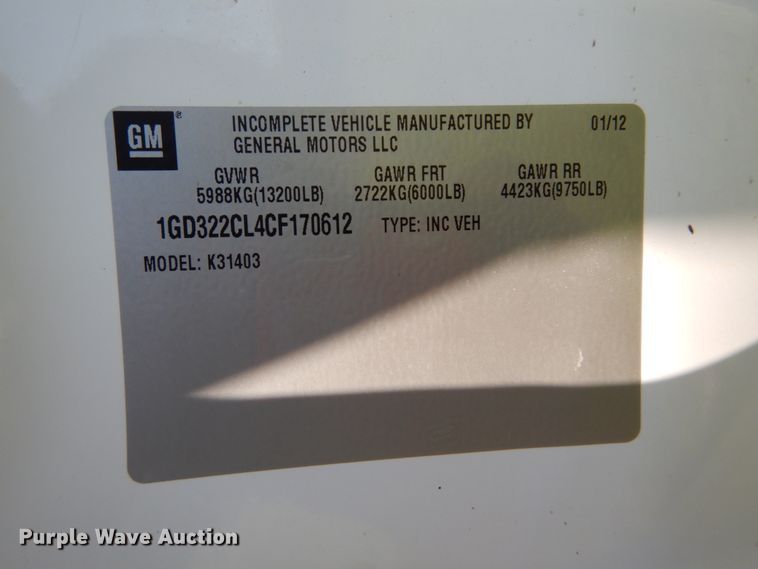 GM® INCOMPLETE VEHICLE MANUFACTURED BY 01/12
GENERAL MOTORS LLC
GVWR GAWR FRT GAWR RR
5988KG(13200LB) 2722KG(6000LB) 4423KG(9750LB)
1GD322CL4CF170612 TYPE: INC VEH
MODEL: K31403
Purple Wave Auction